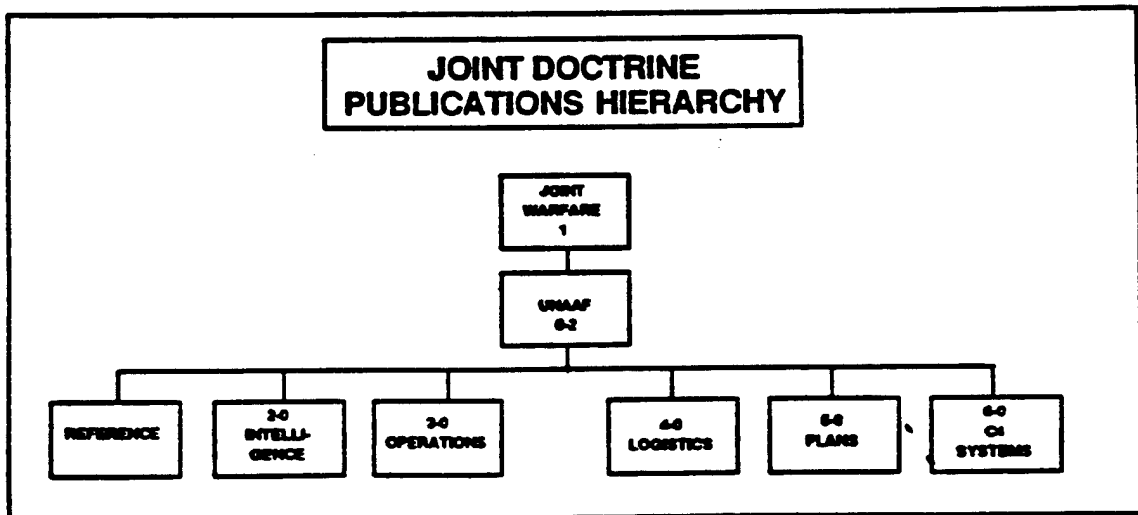 JOINT DOCTRINE
PUBLICATIONS HIERARCHY
JOINT
WARFARE
1
UNAAF
0-2
REFERENCE
2-0
INTELLI-
GENCE
3-0
OPERATIONS
4-0
LOGISTICS
5-0
PLANS
6-0
C4
SYSTEMS